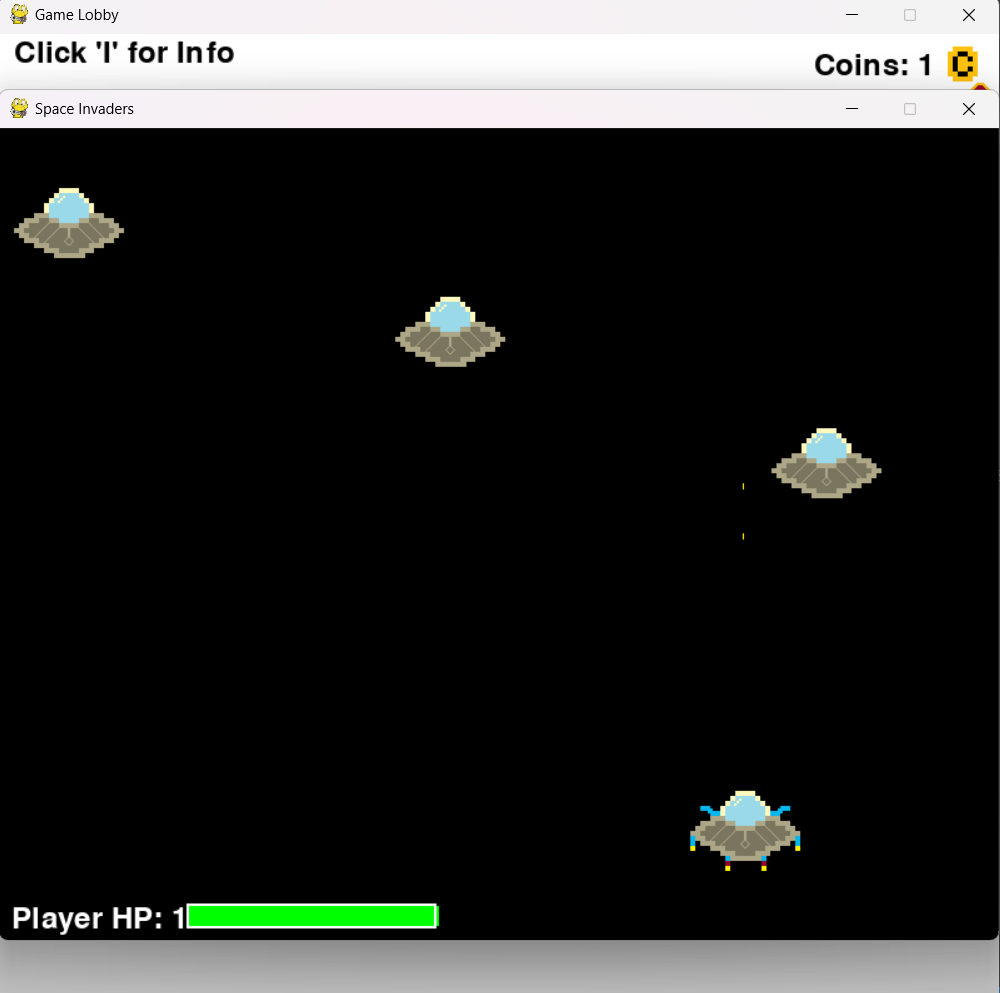 Game Lobby
Click 'I' for Info
Coins: 1 C
Space Invaders
Player HP: 1